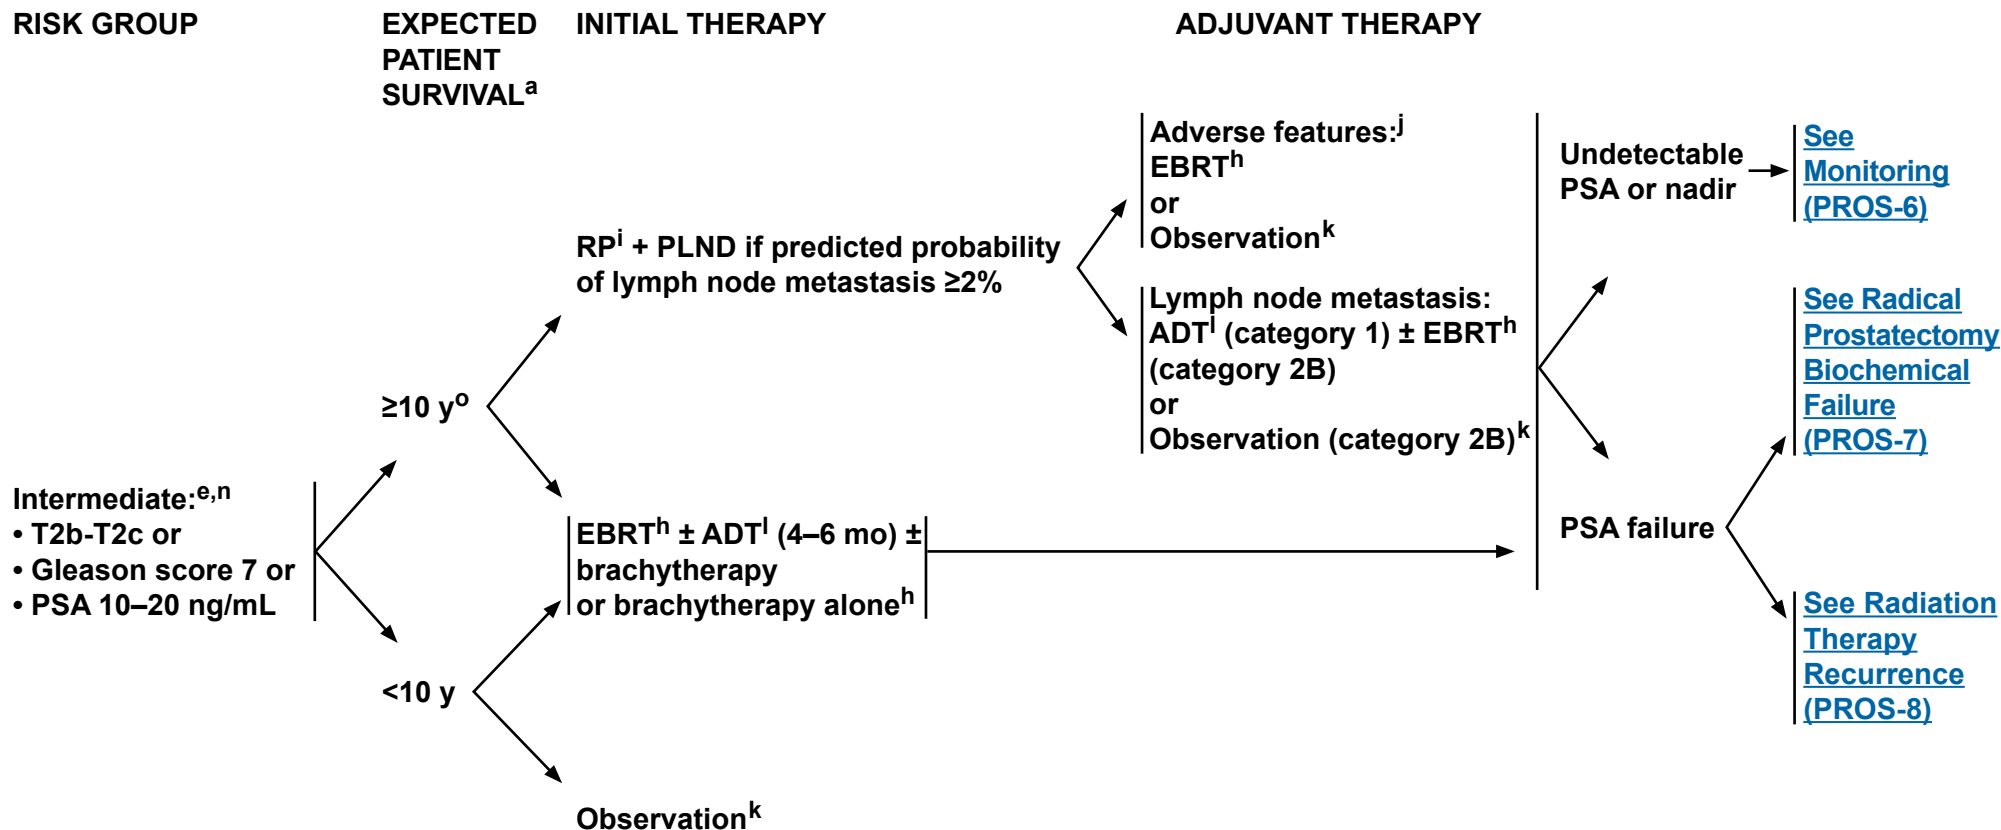 RISK GROUP
EXPECTED
PATIENT
SURVIVALa
INITIAL THERAPY
ADJUVANT THERAPY
Intermediate:e,n
• T2b-T2c or
• Gleason score 7 or
• PSA 10–20 ng/mL
≥10 yo
<10 y
RPi + PLND if predicted probability
of lymph node metastasis ≥2%
EBRTh ± ADTl (4–6 mo) ±
brachytherapy
or brachytherapy aloneh
Observationk
Adverse features:j
EBRTh
or
Observationk
Lymph node metastasis:
ADTl (category 1) ± EBRTh
(category 2B)
or
Observation (category 2B)k
Undetectable
PSA or nadir
PSA failure
See
Monitoring
(PROS-6)
See Radical
Prostatectomy
Biochemical
Failure
(PROS-7)
See Radiation
Therapy
Recurrence
(PROS-8)